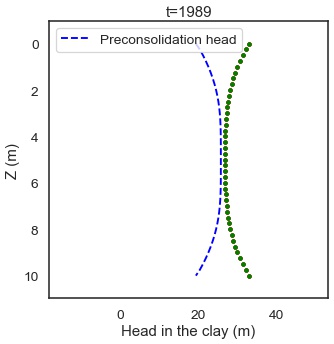 t=1989
Preconsolidation head
Z (m)
0
2
4
6
8
10
0 20 40
Head in the clay (m)